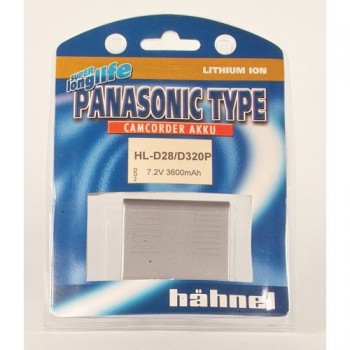 SUPER
longlife
LITHIUM ION
PANASONIC TYPE
CAMCORDER AKKU
HL-D28/D320P
7.2V 3600mAh
hähnel